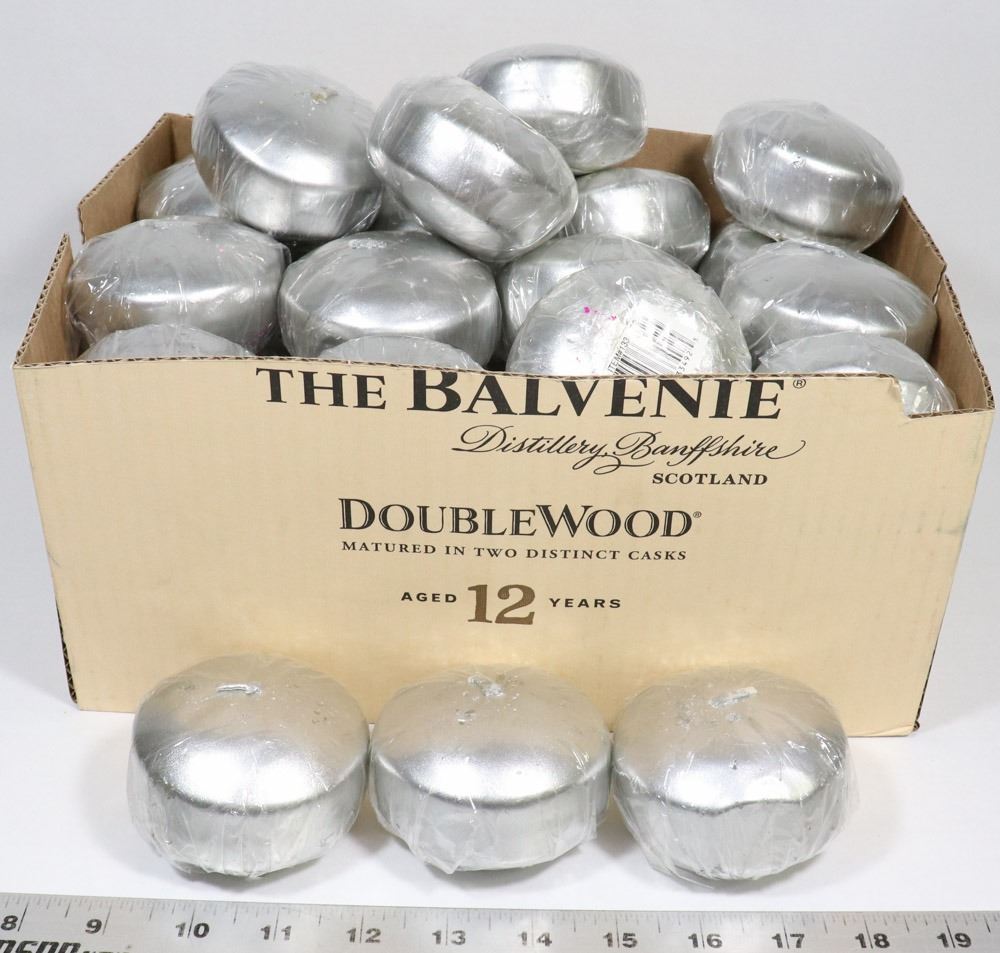 THE BALVENIE®
Distillery, Banffshire
SCOTLAND
DOUBLEWOOD®
MATURED IN TWO DISTINCT CASKS
AGED 12 YEARS
8 9 10 11 12 13 14 15 16 17 18 19